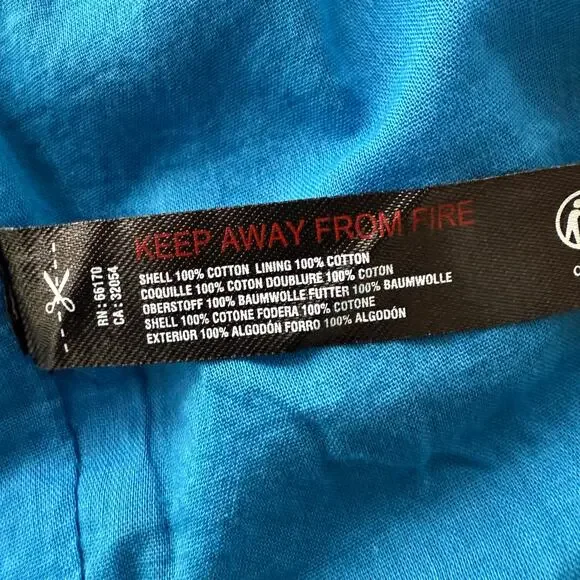 KEEP AWAY FROM FIRE
SHELL 100% COTTON LINING 100% COTTON
COQUILLE 100% COTON DOUBLURE 100% COTON
OBERSTOFF 100% BAUMWOLLE FUTTER 100% BAUMWOLLE
SHELL 100% COTONE FODERA 100% COTONE
EXTERIOR 100% ALGODÓN FORRO 100% ALGODÓN
RN: 66170
CA: 32054